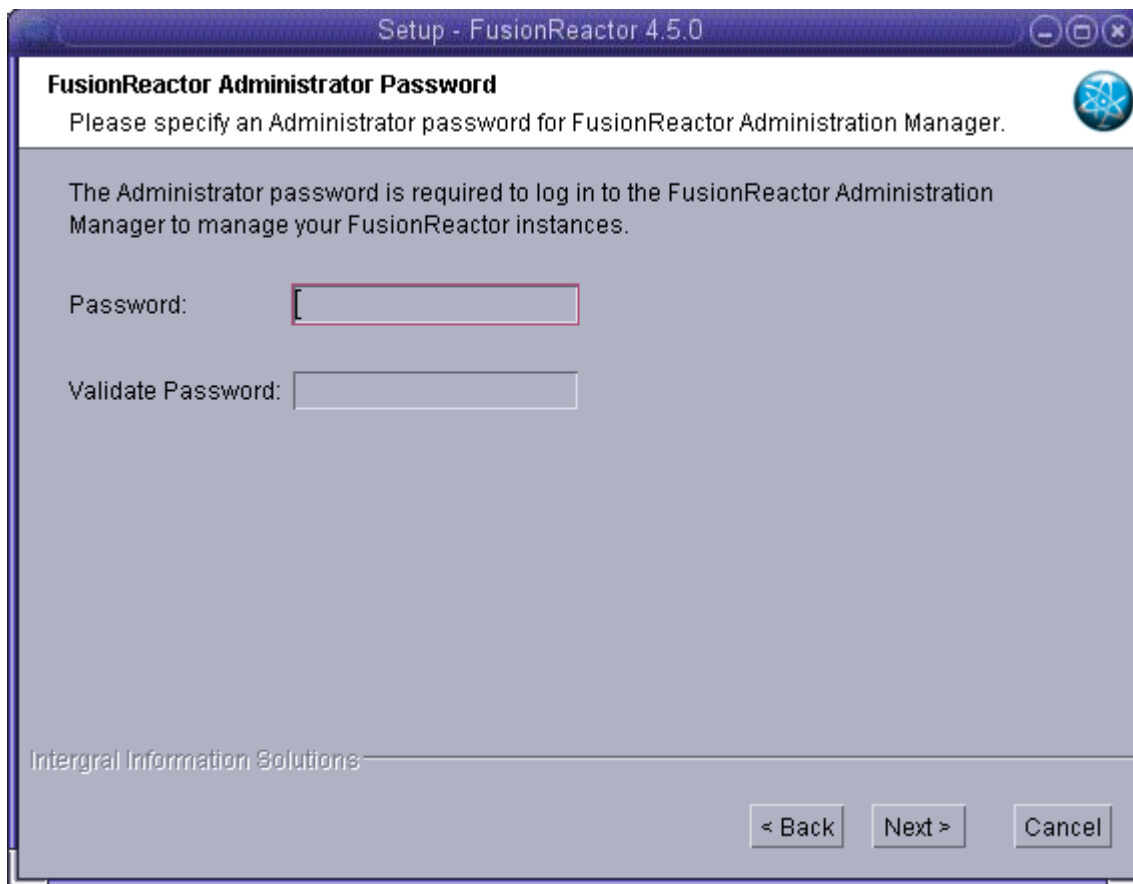 Setup - FusionReactor 4.5.0
FusionReactor Administrator Password
Please specify an Administrator password for FusionReactor Administration Manager.
The Administrator password is required to log in to the FusionReactor Administration
Manager to manage your FusionReactor instances.
Password:
Validate Password:
Intergral Information Solutions
< Back Next > Cancel